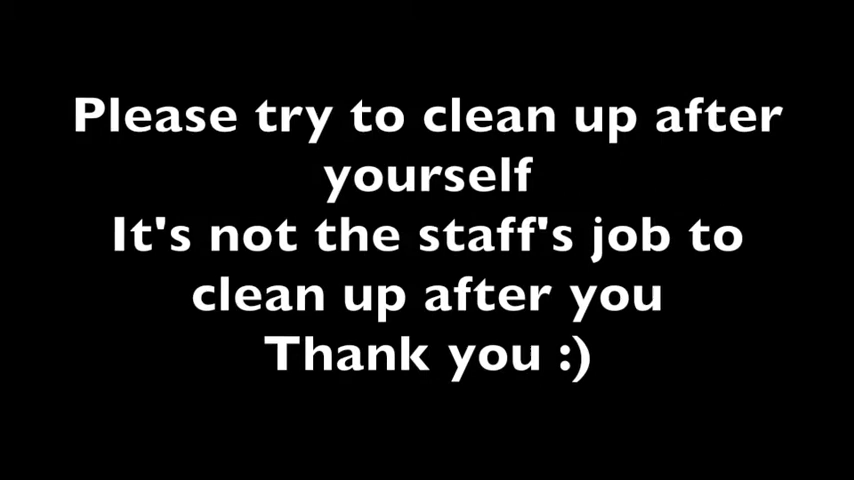 Please try to clean up after
yourself
It's not the staff's job to
clean up after you
Thank you :)